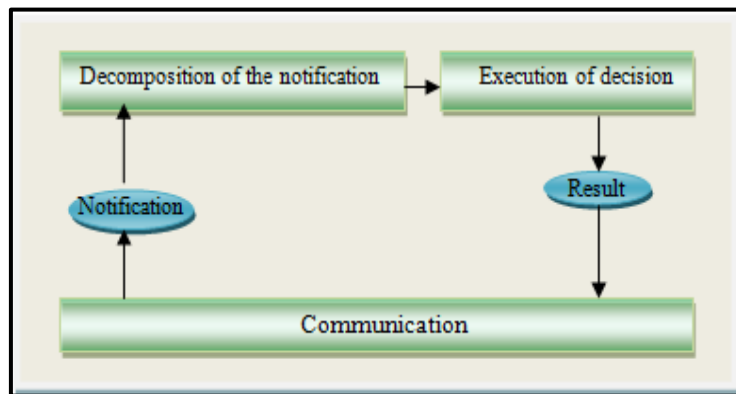 Decomposition of the notification
Execution of decision
Notification
Result
Communication